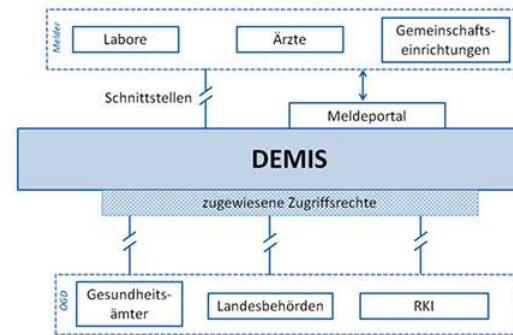 Melder
Labore
Ärzte
Gemeinschafts-
einrichtungen
Schnittstellen
Meldeportal
DEMIS
zugewiesene Zugriffsrechte
ÖGD
Gesundheits-
ämter
Landesbehörden
RKI